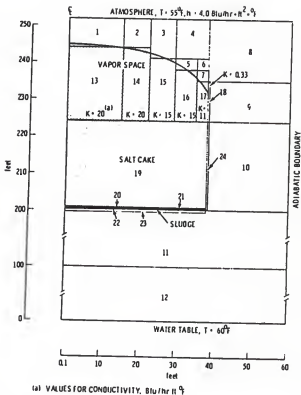 ℄ ATMOSPHERE, T · 55°F, h · 4.0 Btu/hr·ft²·°F
250
240
230
220
210
200
100
0
feet
1
2
3
4
8
VAPOR SPACE
5
6
7
K · 0.33
18
13
14
15
16
17
9
K · 20(a)
K · 20
K · 15
K · 15
K · 11
SALT CAKE
19
24
10
20
21
22
23
SLUDGE
11
12
ADIABATIC BOUNDARY
WATER TABLE, T · 60°F
0.1 10 20 30 40 50 60
feet
(a) VALUES FOR CONDUCTIVITY, Btu/hr ft °F